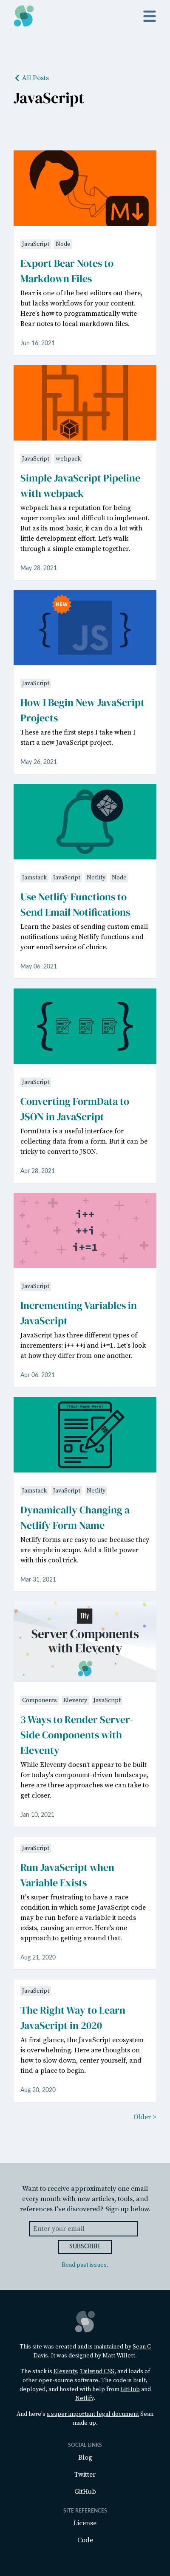 All Posts
JavaScript
M
JavaScript Node
Export Bear Notes to
Markdown Files
Bear is one of the best editors out there,
but lacks workflows for your content.
Here's how to programmatically write
Bear notes to local markdown files.
Jun 16, 2021
JavaScript webpack
Simple JavaScript Pipeline
with webpack
webpack has a reputation for being
super complex and difficult to implement.
But as in most basic, it can do a lot with
little development effort. Let's walk
through a simple example together.
May 28, 2021
NEW
{ JS }
JavaScript
How I Begin New JavaScript
Projects
These are the first steps I take when I
start a new JavaScript project.
May 26, 2021
Jamstack JavaScript Netlify Node
Use Netlify Functions to
Send Email Notifications
Learn the basics of sending custom email
notifications using Netlify functions and
your email service of choice.
May 06, 2021
{ }
JavaScript
Converting FormData to
JSON in JavaScript
FormData is a useful interface for
collecting data from a form. But it can be
tricky to convert to JSON.
Apr 28, 2021
i++
++i
i+=1
JavaScript
Incrementing Variables in
JavaScript
JavaScript has three different types of
incrementers: i++ ++i and i+=1. Let's look
at how they differ from one another.
Apr 06, 2021
{Your Name Here}
Jamstack JavaScript Netlify
Dynamically Changing a
Netlify Form Name
Netlify forms are easy to use because they
are simple in scope. Add a little power
with this cool trick.
Mar 31, 2021
11ty
Server Components
with Eleventy
Components Eleventy JavaScript
3 Ways to Render Server-
Side Components with
Eleventy
While Eleventy doesn't appear to be built
for today's component-driven landscape,
there are three approaches we can take to
get closer.
Jan 10, 2021
JavaScript
Run JavaScript when
Variable Exists
It's super frustrating to have a race
condition in which some JavaScript code
may be run before a variable it needs
exists, causing an error. Here's one
approach to getting around that.
Aug 21, 2020
JavaScript
The Right Way to Learn
JavaScript in 2020
At first glance, the JavaScript ecosystem
is overwhelming. Here are thoughts on
how to slow down, center yourself, and
find a place to begin.
Aug 20, 2020
Older >
Want to receive approximately one email
every month with new articles, tools, and
references I've discovered? Sign up below.
Enter your email
SUBSCRIBE
Read past issues.
This site was created and is maintained by Sean C
Davis. It was designed by Matt Willett.
The stack is Eleventy, Tailwind CSS, and loads of
other open-source software. The code is built,
deployed, and hosted with help from GitHub and
Netlify.
And here's a super important legal document Sean
made up.
SOCIAL LINKS
Blog
Twitter
GitHub
SITE REFERENCES
License
Code